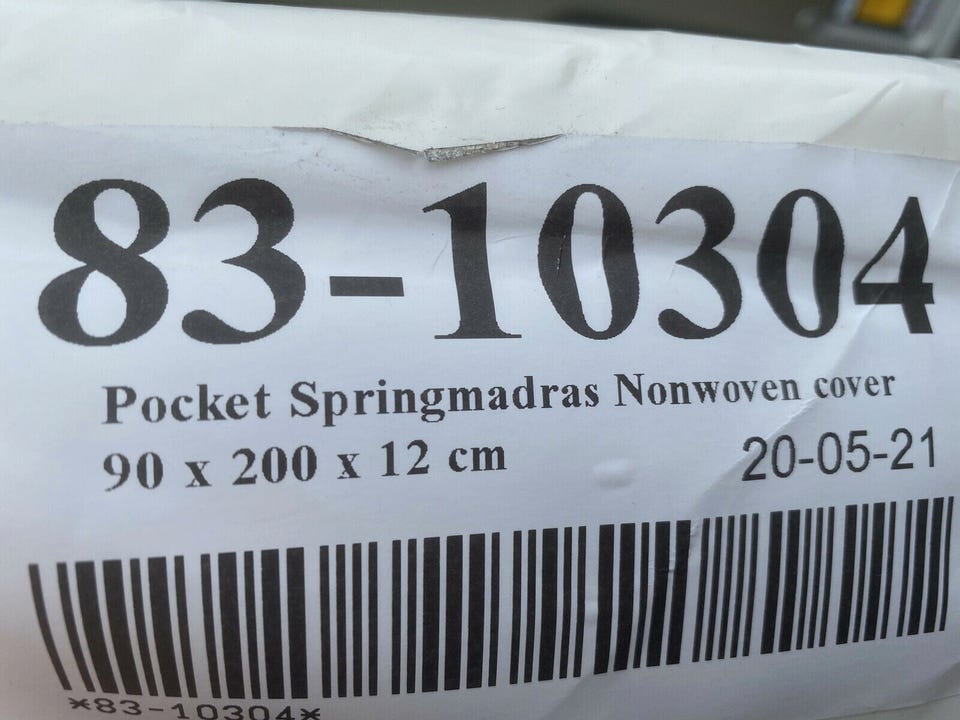 83-10304
Pocket Springmadras Nonwoven cover
90 x 200 x 12 cm
20-05-21
*83-10304*